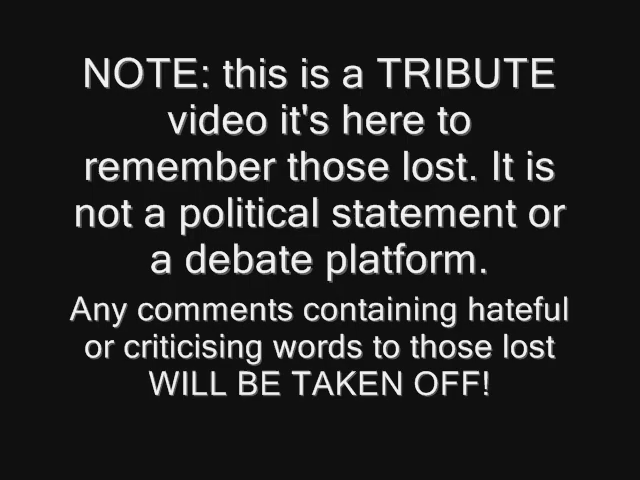 NOTE: this is a TRIBUTE
video it's here to
remember those lost. It is
not a political statement or
a debate platform.
Any comments containing hateful
or criticising words to those lost
WILL BE TAKEN OFF!